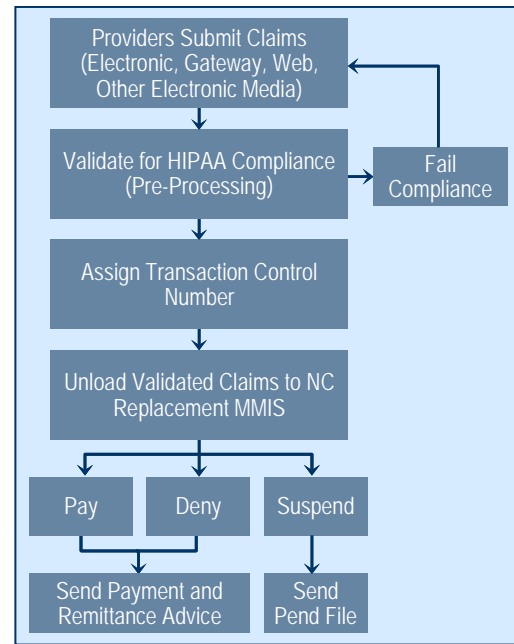 Providers Submit Claims
(Electronic, Gateway, Web,
Other Electronic Media)
Validate for HIPAA Compliance
(Pre-Processing)
Fail
Compliance
Assign Transaction Control
Number
Unload Validated Claims to NC
Replacement MMIS
Pay
Deny
Suspend
Send Payment and
Remittance Advice
Send
Pend File